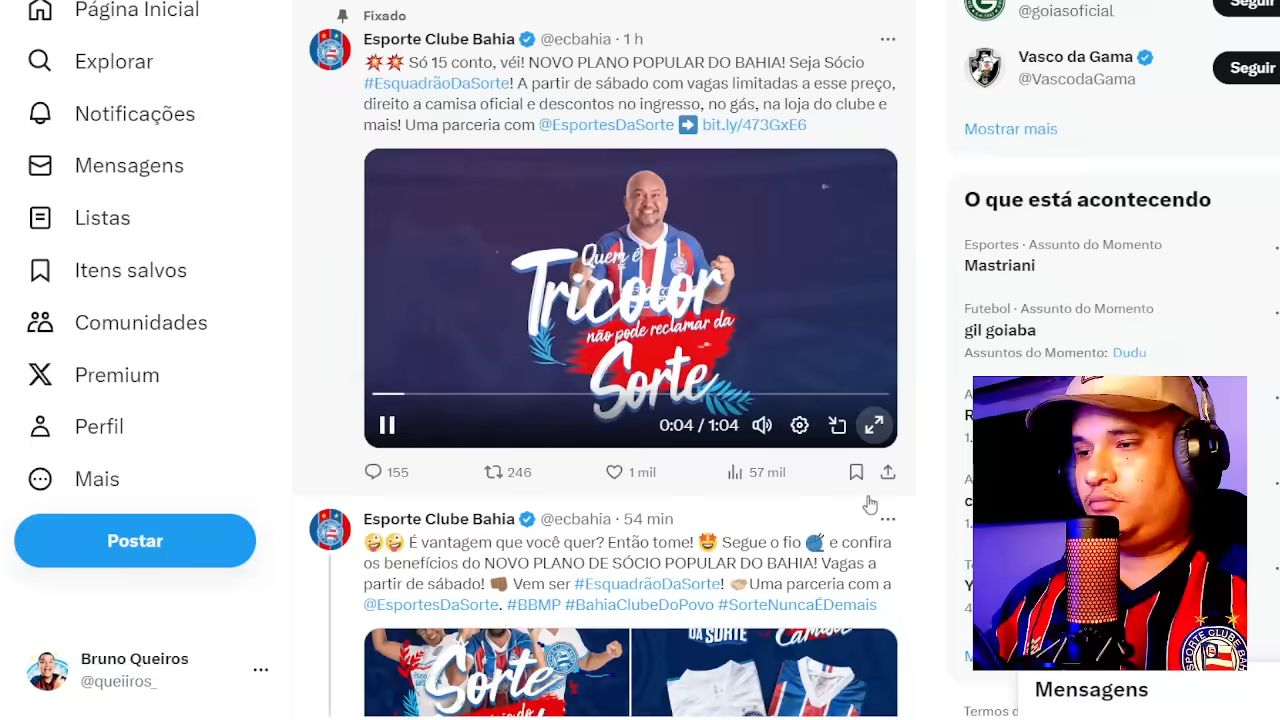 Página Inicial
Explorar
Notificações
Mensagens
Listas
Itens salvos
Comunidades
Premium
Perfil
Mais
Postar
Bruno Queiros
@queiiros_
Fixado
Esporte Clube Bahia @ecbahia · 1 h
💥💥 Só 15 conto, véi! NOVO PLANO POPULAR DO BAHIA! Seja Sócio
#EsquadrãoDaSorte! A partir de sábado com vagas limitadas a esse preço,
direito a camisa oficial e descontos no ingresso, no gás, na loja do clube e
mais! Uma parceria com @EsportesDaSorte ➡️ bit.ly/473GxE6
Quem é
Tricolor
não pode reclamar da
Sorte
0:04 / 1:04
155
246
1 mil
57 mil
Esporte Clube Bahia @ecbahia · 54 min
🤪🤪 É vantagem que você quer? Então tome! 🤩 Segue o fio 🧶 e confira
os benefícios do NOVO PLANO DE SÓCIO POPULAR DO BAHIA! Vagas a
partir de sábado! 👊🏽 Vem ser #EsquadrãoDaSorte! 🤝🏽Uma parceria com a
@EsportesDaSorte. #BBMP #BahiaClubeDoPovo #SorteNuncaÉDemais
Sorte
DA SORTE
Camisa
@goiasoficial
Seguir
Vasco da Gama
@VascodaGama
Seguir
Mostrar mais
O que está acontecendo
Esportes · Assunto do Momento
Mastriani
Futebol · Assunto do Momento
gil goiaba
Assuntos do Momento: Dudu
ESPORTE CLUBE BAHIA
Mensagens
Termos